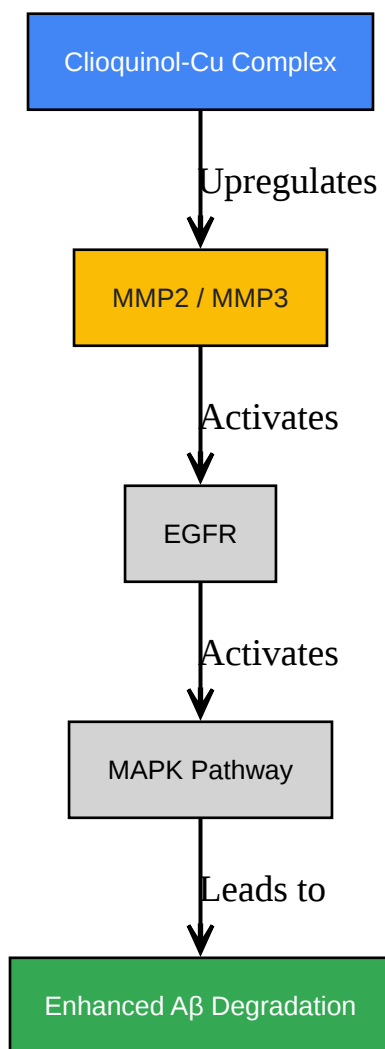 Clioquinol-Cu Complex
Upregulates
MMP2 / MMP3
Activates
EGFR
Activates
MAPK Pathway
Leads to
Enhanced Aβ Degradation